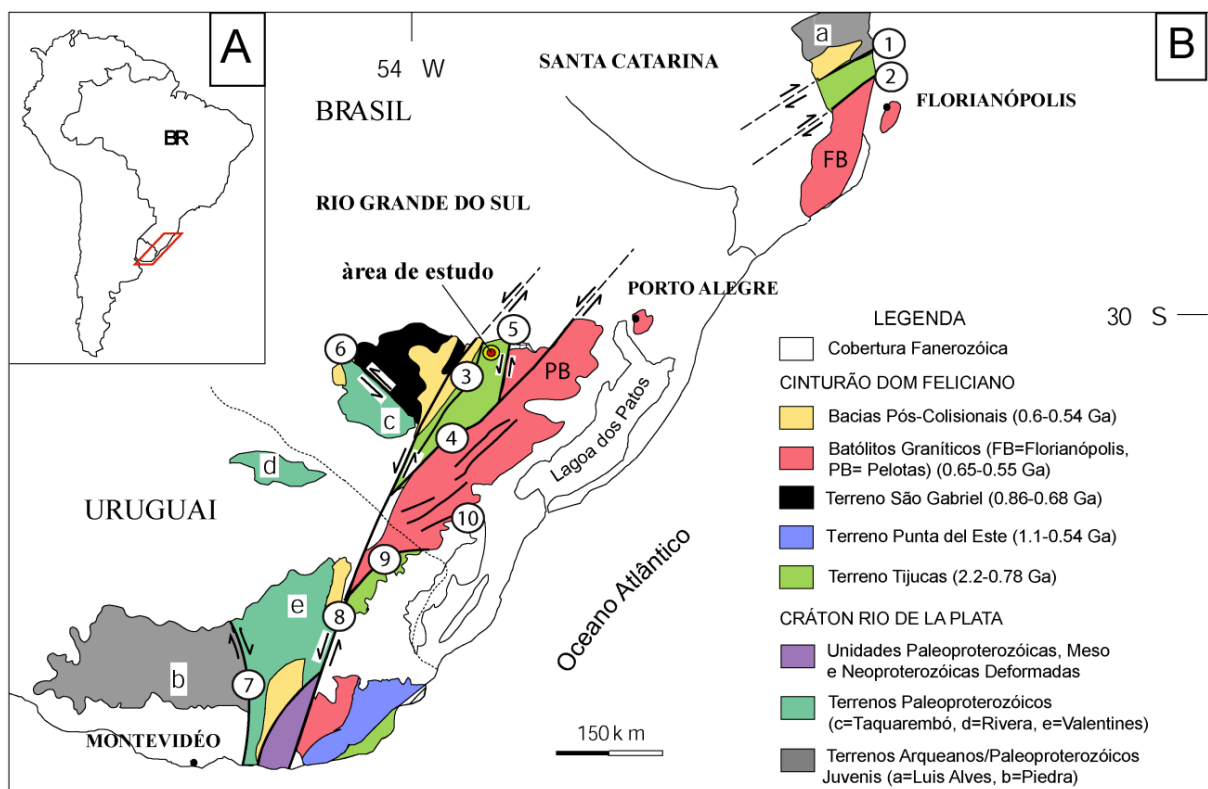 A
BR
B
54 W
SANTA CATARINA
BRASIL
a
1
2
FLORIANÓPOLIS
FB
RIO GRANDE DO SUL
àrea de estudo
PORTO ALEGRE
30 S
6
5
3
PB
c
4
d
Lagoa dos Patos
URUGUAI
10
9
e
8
Oceano Atlântico
b
7
MONTEVIDÉO
150 km
LEGENDA
Cobertura Fanerozóica
CINTURÃO DOM FELICIANO
Bacias Pós-Colisionais (0.6-0.54 Ga)
Batólitos Graníticos (FB=Florianópolis,
PB= Pelotas) (0.65-0.55 Ga)
Terreno São Gabriel (0.86-0.68 Ga)
Terreno Punta del Este (1.1-0.54 Ga)
Terreno Tijucas (2.2-0.78 Ga)
CRÁTON RIO DE LA PLATA
Unidades Paleoproterozóicas, Meso
e Neoproterozóicas Deformadas
Terrenos Paleoproterozóicos
(c=Taquarembó, d=Rivera, e=Valentines)
Terrenos Arqueanos/Paleoproterozóicos
Juvenis (a=Luis Alves, b=Piedra)